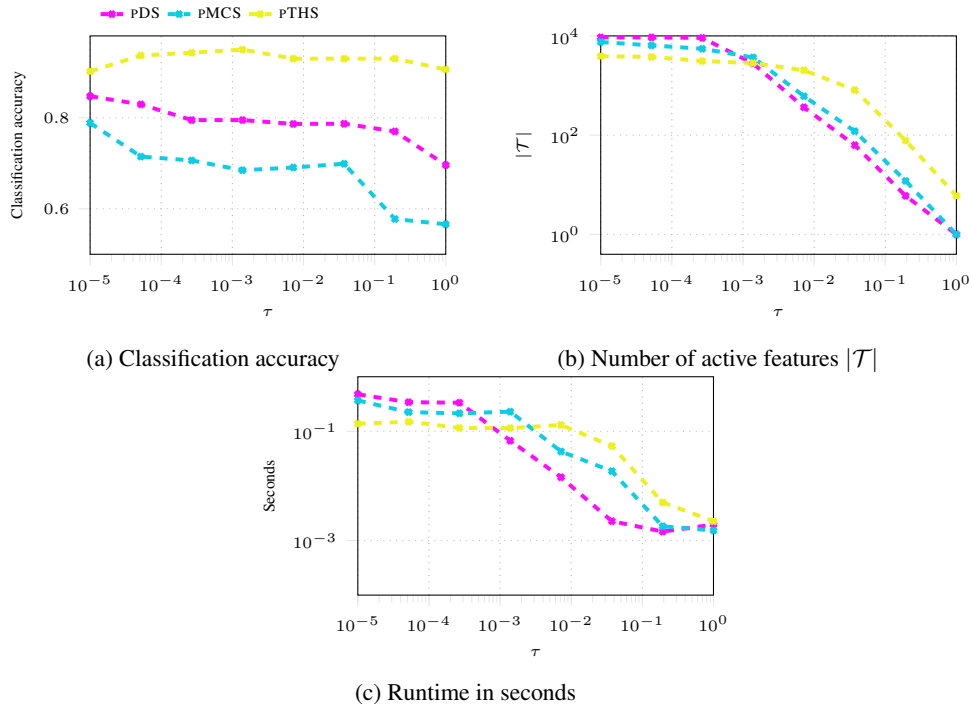 PDS PMCS PTHS
Classification accuracy
0.8
0.6
10^−5 10^−4 10^−3 10^−2 10^−1 10^0
τ
(a) Classification accuracy
|𝒯|
10^4
10^2
10^0
10^−5 10^−4 10^−3 10^−2 10^−1 10^0
τ
(b) Number of active features |𝒯|
Seconds
10^−1
10^−3
10^−5 10^−4 10^−3 10^−2 10^−1 10^0
τ
(c) Runtime in seconds